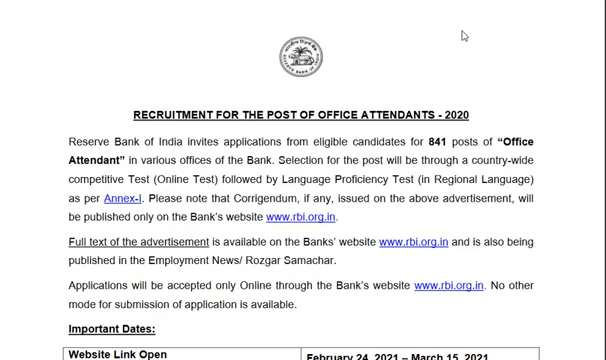 RECRUITMENT FOR THE POST OF OFFICE ATTENDANTS - 2020
Reserve Bank of India invites applications from eligible candidates for 841 posts of “Office
Attendant” in various offices of the Bank. Selection for the post will be through a country-wide
competitive Test (Online Test) followed by Language Proficiency Test (in Regional Language)
as per Annex-I. Please note that Corrigendum, if any, issued on the above advertisement, will
be published only on the Bank’s website www.rbi.org.in.
Full text of the advertisement is available on the Banks’ website www.rbi.org.in and is also being
published in the Employment News/ Rozgar Samachar.
Applications will be accepted only Online through the Bank’s website www.rbi.org.in. No other
mode for submission of application is available.
Important Dates:
Website Link Open
February 24, 2021 – March 15, 2021